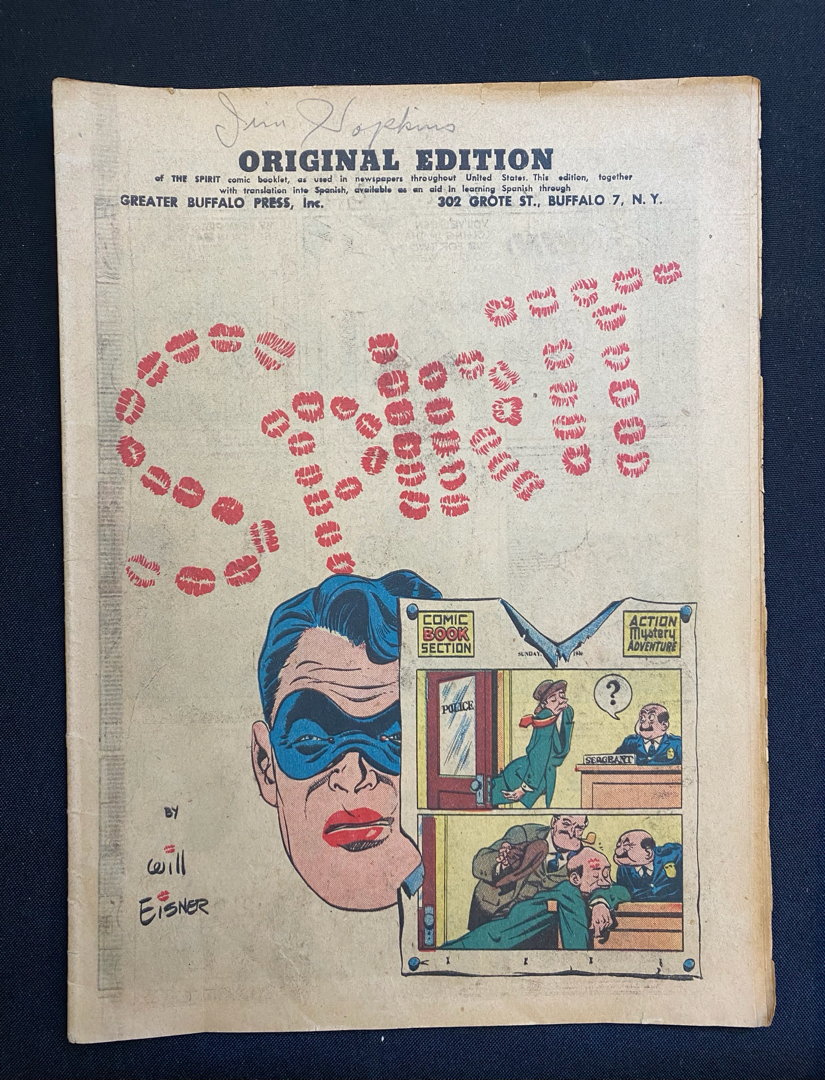 Jim Hopkins
ORIGINAL EDITION
of THE SPIRIT comic booklet, as used in newspapers throughout United States. This edition, together
with translation into Spanish, available as an aid in learning Spanish through
GREATER BUFFALO PRESS, Inc. 302 GROTE ST., BUFFALO 7, N. Y.
SPIRIT
COMIC
BOOK
SECTION
SUNDAY,
ACTION
Mystery
ADVENTURE
POLICE
?
SERGEANT
BY
Will
EISNER